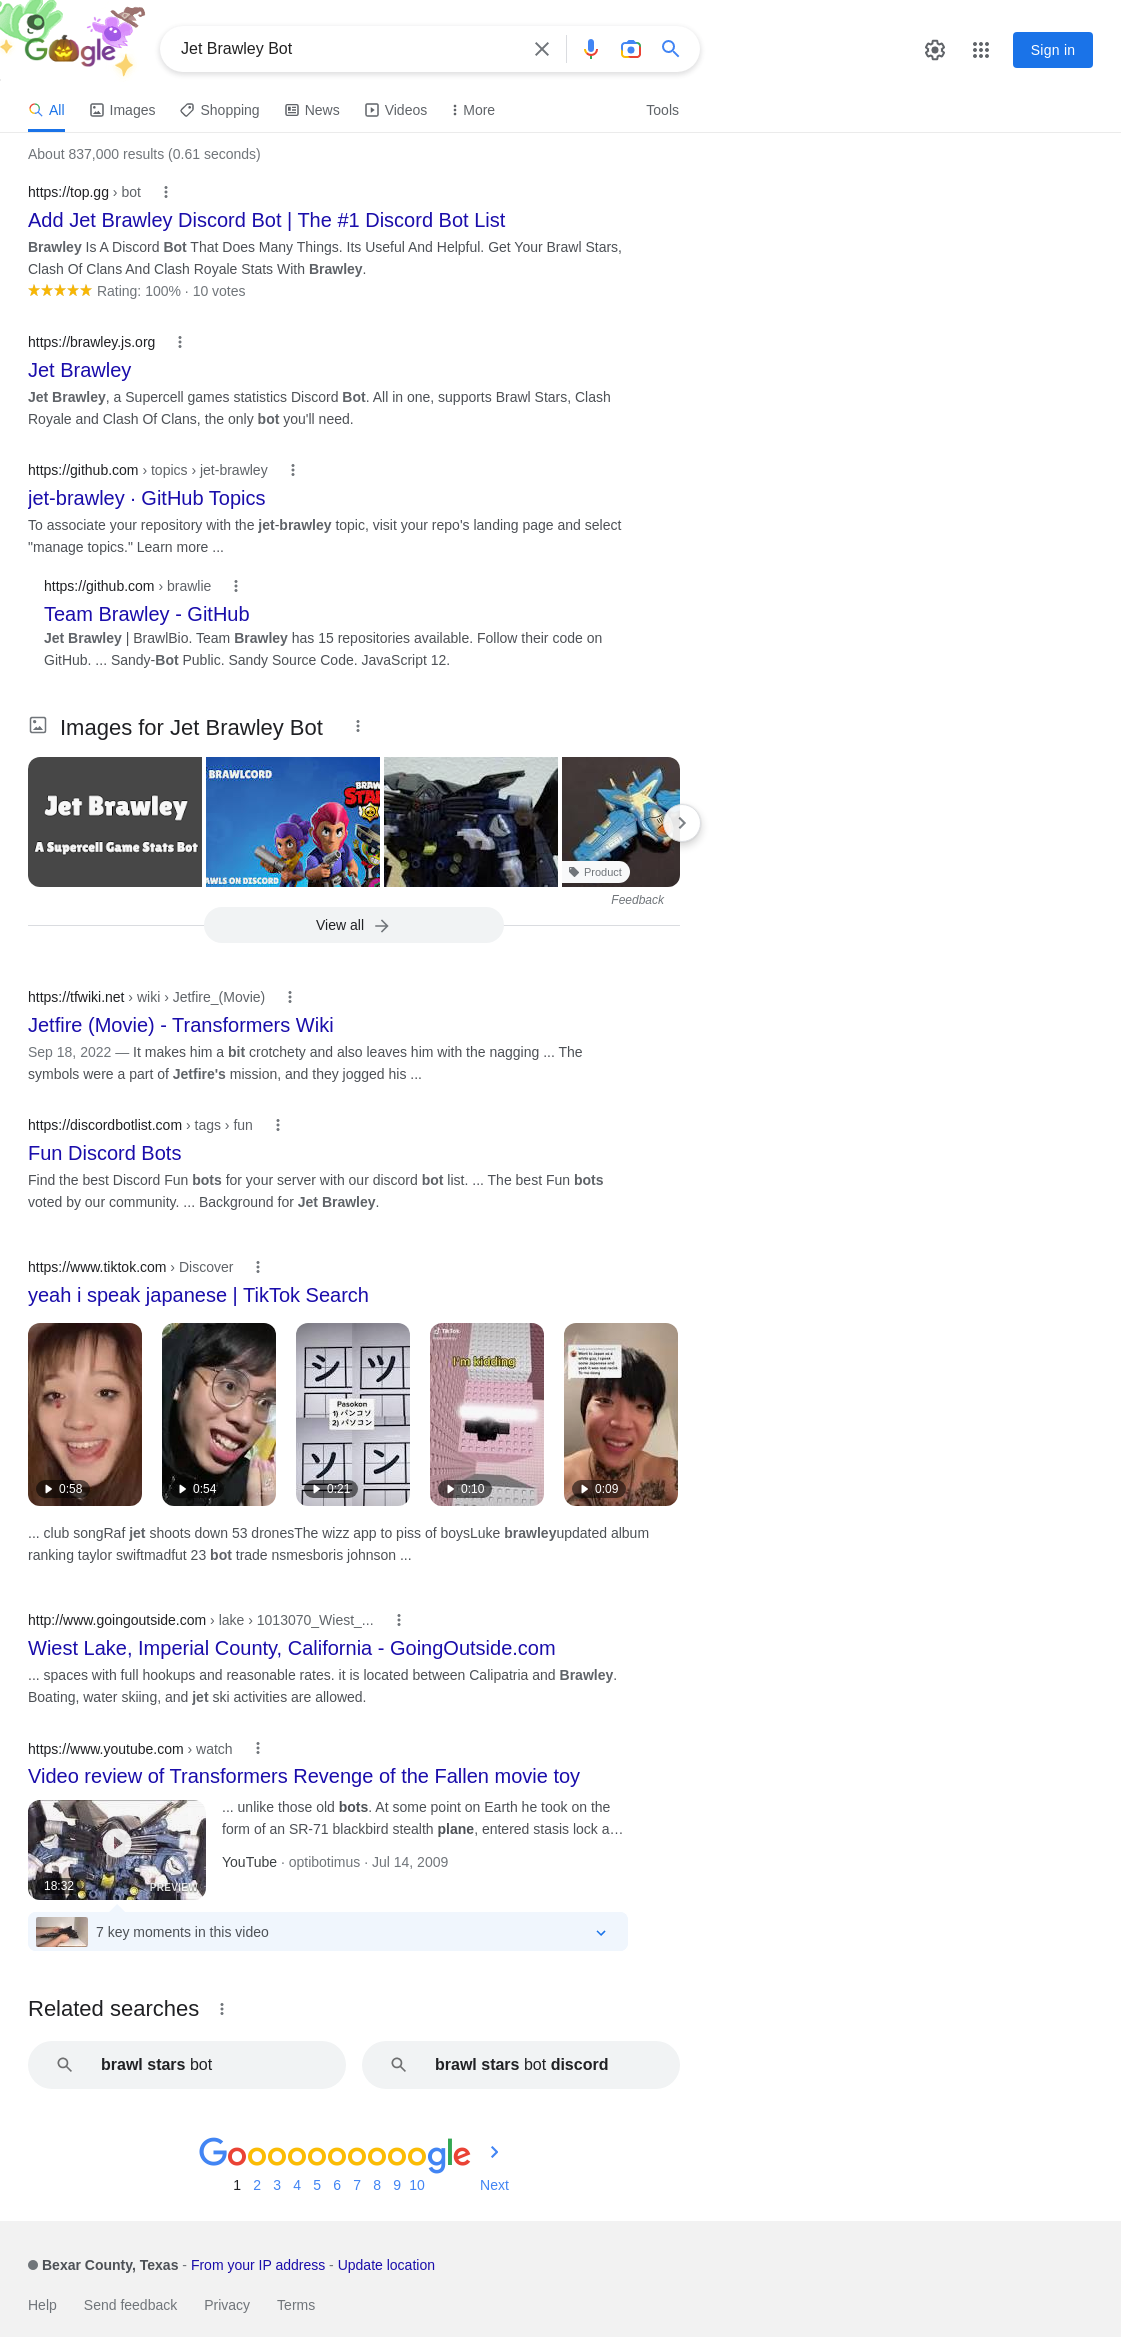 Google
Jet Brawley Bot
Sign in
All
Images
Shopping
News
Videos
More
Tools
About 837,000 results (0.61 seconds)
https://top.gg › bot
Add Jet Brawley Discord Bot | The #1 Discord Bot List
Brawley Is A Discord Bot That Does Many Things. Its Useful And Helpful. Get Your Brawl Stars,
Clash Of Clans And Clash Royale Stats With Brawley.
Rating: 100% · 10 votes
https://brawley.js.org
Jet Brawley
Jet Brawley, a Supercell games statistics Discord Bot. All in one, supports Brawl Stars, Clash
Royale and Clash Of Clans, the only bot you'll need.
https://github.com › topics › jet-brawley
jet-brawley · GitHub Topics
To associate your repository with the jet-brawley topic, visit your repo's landing page and select
"manage topics." Learn more ...
https://github.com › brawlie
Team Brawley - GitHub
Jet Brawley | BrawlBio. Team Brawley has 15 repositories available. Follow their code on
GitHub. ... Sandy-Bot Public. Sandy Source Code. JavaScript 12.
Images for Jet Brawley Bot
Jet Brawley
A Supercell Game Stats Bot
BRAWLCORD
BRAW
STA
AWLS ON DISCORD
Product
Feedback
View all
https://tfwiki.net › wiki › Jetfire_(Movie)
Jetfire (Movie) - Transformers Wiki
Sep 18, 2022 — It makes him a bit crotchety and also leaves him with the nagging ... The
symbols were a part of Jetfire's mission, and they jogged his ...
https://discordbotlist.com › tags › fun
Fun Discord Bots
Find the best Discord Fun bots for your server with our discord bot list. ... The best Fun bots
voted by our community. ... Background for Jet Brawley.
https://www.tiktok.com › Discover
yeah i speak japanese | TikTok Search
シ ツ
Pasokon
1) パンコソ
2) パソコン
ソ ン
TikTok
I'm kidding
0:58
0:54
0:21
0:10
0:09
... club songRaf jet shoots down 53 dronesThe wizz app to piss of boysLuke brawleyupdated album
ranking taylor swiftmadfut 23 bot trade nsmesboris johnson ...
http://www.goingoutside.com › lake › 1013070_Wiest_...
Wiest Lake, Imperial County, California - GoingOutside.com
... spaces with full hookups and reasonable rates. it is located between Calipatria and Brawley.
Boating, water skiing, and jet ski activities are allowed.
https://www.youtube.com › watch
Video review of Transformers Revenge of the Fallen movie toy
... unlike those old bots. At some point on Earth he took on the
form of an SR-71 blackbird stealth plane, entered stasis lock a…
YouTube · optibotimus · Jul 14, 2009
18:32
PREVIEW
7 key moments in this video
Related searches
brawl stars bot
brawl stars bot discord
Goooooooooogle
1 2 3 4 5 6 7 8 9 10 Next
Bexar County, Texas - From your IP address - Update location
Help
Send feedback
Privacy
Terms